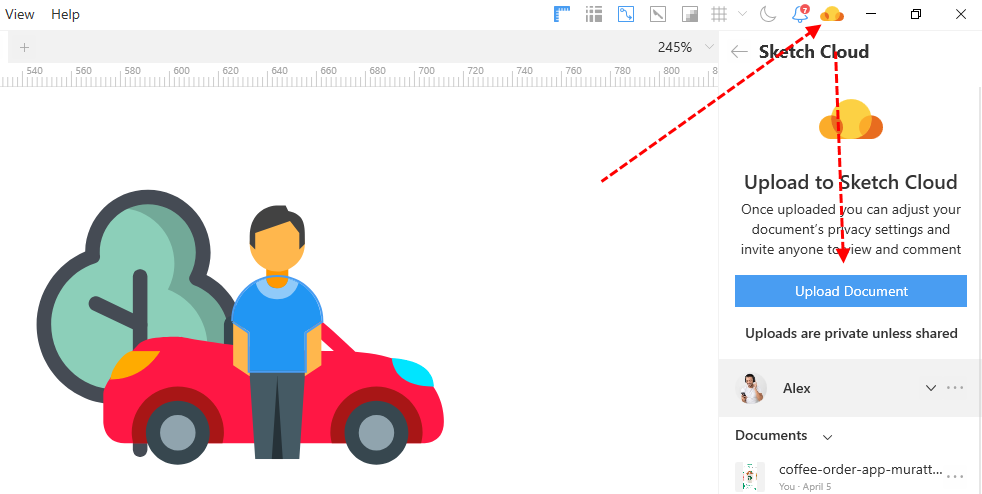 View Help
7
245%
540 560 580 600 620 640 660 680 700 720 740 760 780 800 8
Sketch Cloud
Upload to Sketch Cloud
Once uploaded you can adjust your
document’s privacy settings and
invite anyone to view and comment
Upload Document
Uploads are private unless shared
Alex
Documents
coffee-order-app-muratt...
You · April 5